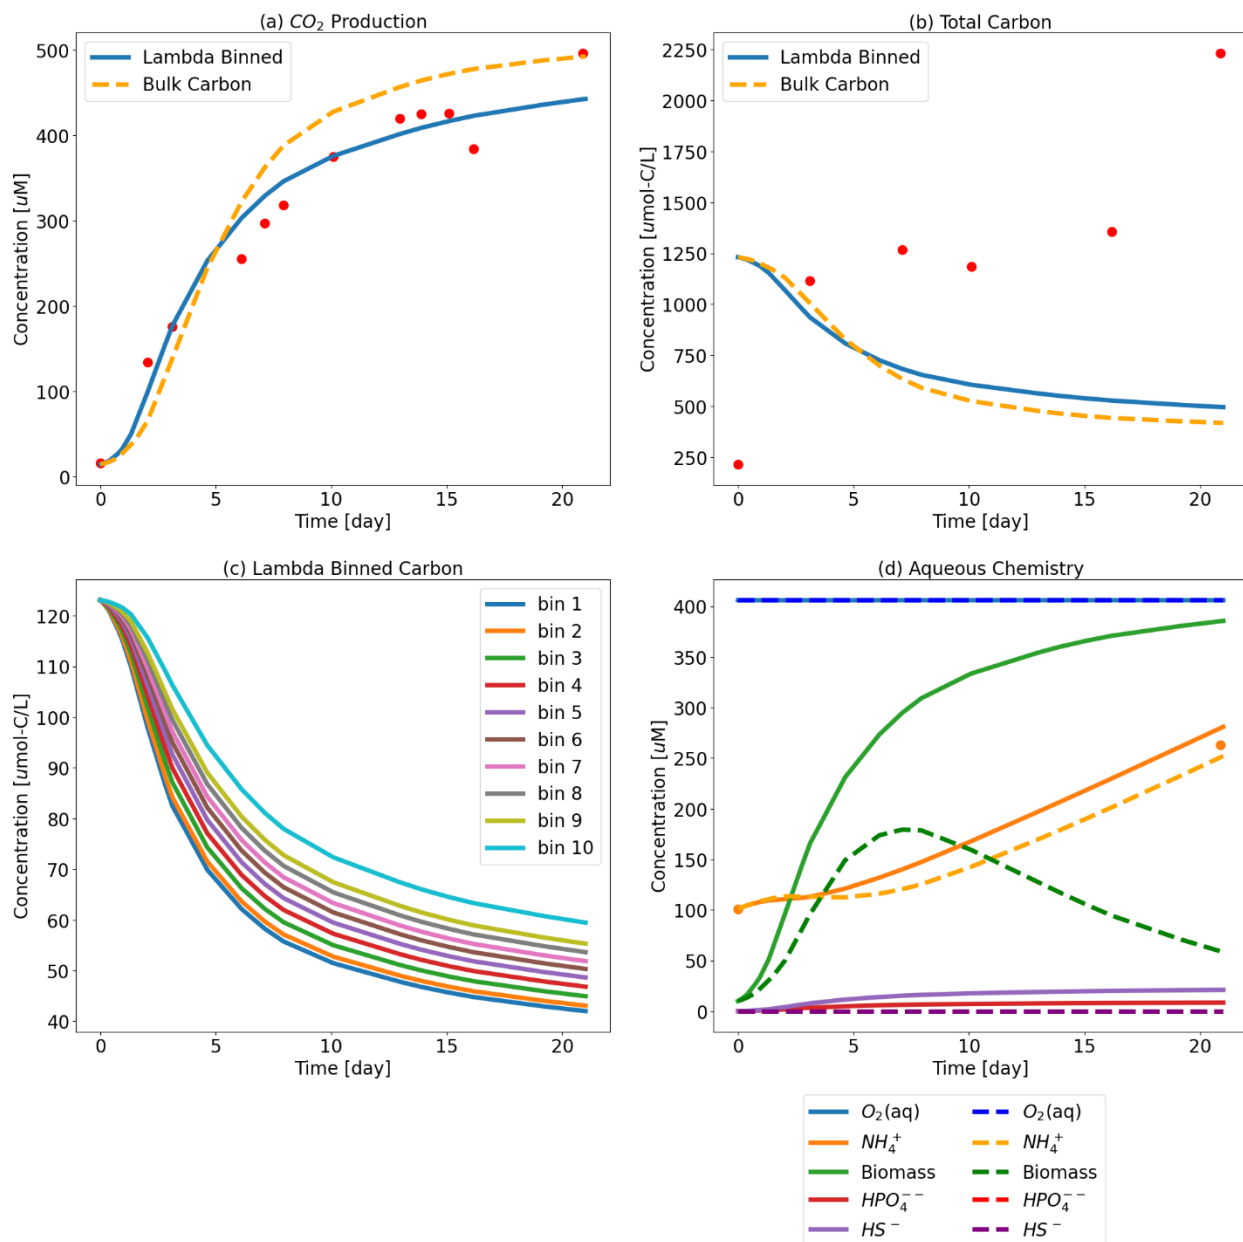 (a) CO2 Production
500
400
300
200
100
0
Concentration [uM]
Lambda Binned
Bulk Carbon
0 5 10 15 20
Time [day]
(b) Total Carbon
2250
2000
1750
1500
1250
1000
750
500
250
Concentration [umol-C/L]
Lambda Binned
Bulk Carbon
0 5 10 15 20
Time [day]
(c) Lambda Binned Carbon
120
110
100
90
80
70
60
50
40
Concentration [umol-C/L]
bin 1
bin 2
bin 3
bin 4
bin 5
bin 6
bin 7
bin 8
bin 9
bin 10
0 5 10 15 20
Time [day]
(d) Aqueous Chemistry
400
350
300
250
200
150
100
50
0
Concentration [uM]
0 5 10 15 20
Time [day]
O2(aq) O2(aq)
NH4+ NH4+
Biomass Biomass
HPO4−− HPO4−−
HS− HS−